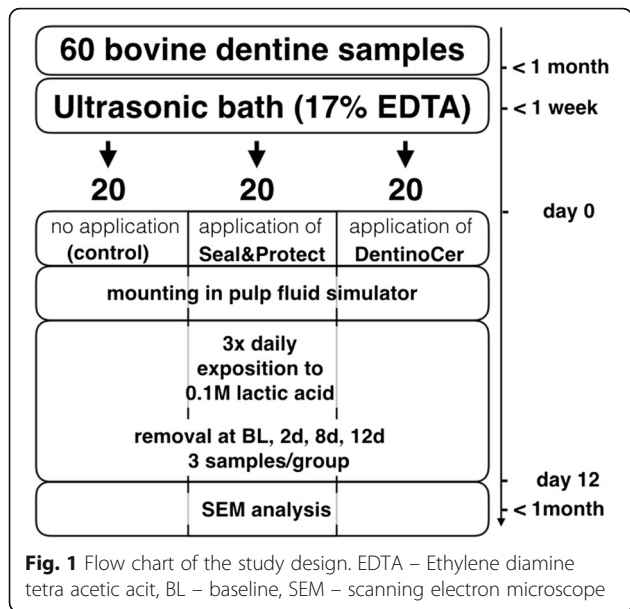 60 bovine dentine samples
< 1 month
Ultrasonic bath (17% EDTA)
< 1 week
20 20 20
day 0
no application
(control)
application of
Seal&Protect
application of
DentinoCer
mounting in pulp fluid simulator
3x daily
exposition to
0.1M lactic acid
removal at BL, 2d, 8d, 12d
3 samples/group
day 12
SEM analysis
< 1month
Fig. 1 Flow chart of the study design. EDTA – Ethylene diamine
tetra acetic acit, BL – baseline, SEM – scanning electron microscope